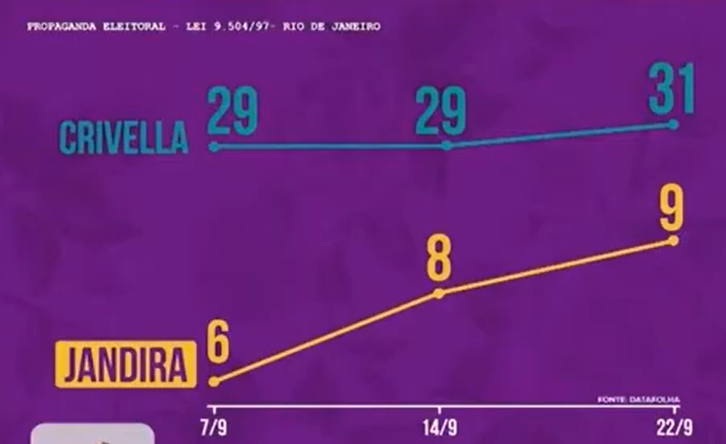 PROPAGANDA ELEITORAL - LEI 9.504/97- RIO DE JANEIRO
CRIVELLA 29 29 31
JANDIRA 6 8 9
FONTE: DATAFOLHA
7/9 14/9 22/9